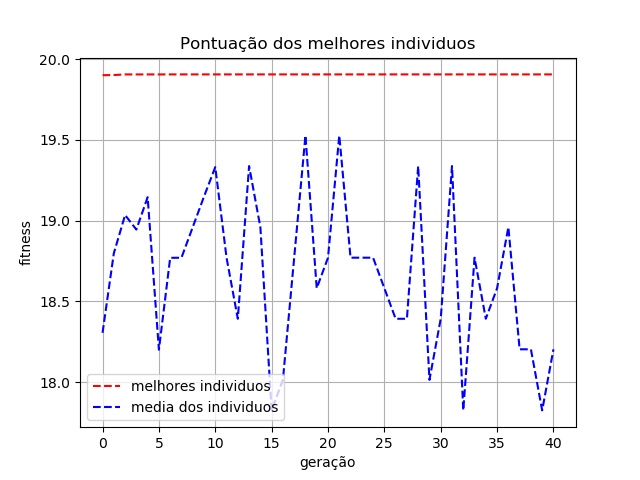 Pontuação dos melhores individuos
20.0
19.5
19.0
18.5
18.0
fitness
melhores individuos
media dos individuos
0 5 10 15 20 25 30 35 40
geração